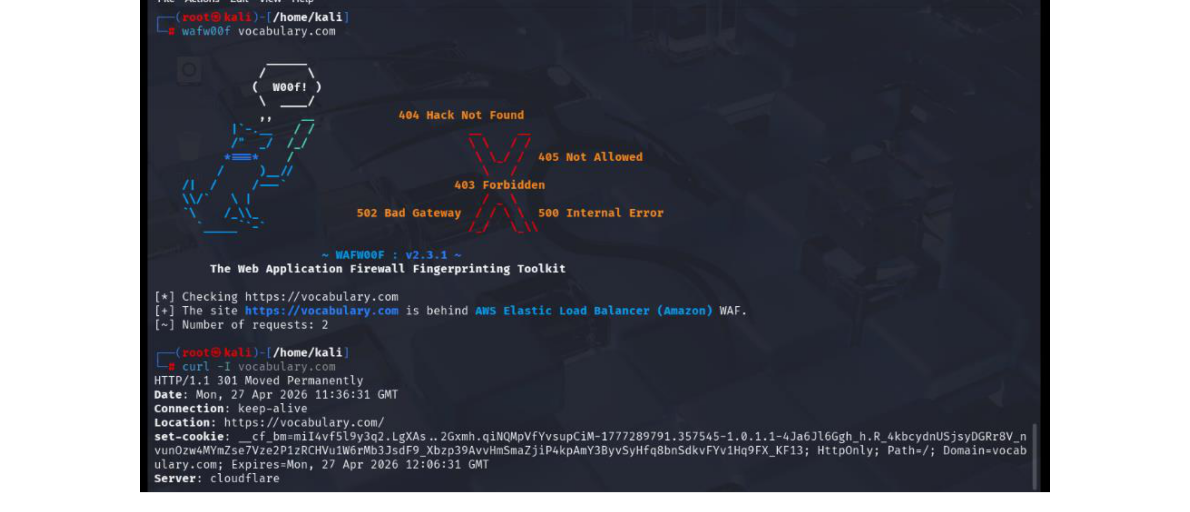 File Actions Edit View Help
┌──(root㉿kali)-[/home/kali]
└─# wafw00f vocabulary.com
W00f!
404 Hack Not Found
405 Not Allowed
403 Forbidden
502 Bad Gateway 500 Internal Error
~ WAFW00F : v2.3.1 ~
The Web Application Firewall Fingerprinting Toolkit
[*] Checking https://vocabulary.com
[+] The site https://vocabulary.com is behind AWS Elastic Load Balancer (Amazon) WAF.
[~] Number of requests: 2
┌──(root㉿kali)-[/home/kali]
└─# curl -I vocabulary.com
HTTP/1.1 301 Moved Permanently
Date: Mon, 27 Apr 2026 11:36:31 GMT
Connection: keep-alive
Location: https://vocabulary.com/
set-cookie: __cf_bm=miI4vf5l9y3q2.LgXAs..2Gxmh.qiNQMpVfYvsupCiM-1777289791.357545-1.0.1.1-4Ja6Jl6Ggh_h.R_4kbcydnUSjsyDGRr8V_n
vunOzw4MYmZse7Vze2P1zRCHVu1W6rMb3JsdF9_Xbzp39AvvHmSmaZjiP4kpAmY3ByvSyHfq8bnSdkvFYv1Hq9FX_KF13; HttpOnly; Path=/; Domain=vocab
ulary.com; Expires=Mon, 27 Apr 2026 12:06:31 GMT
Server: cloudflare